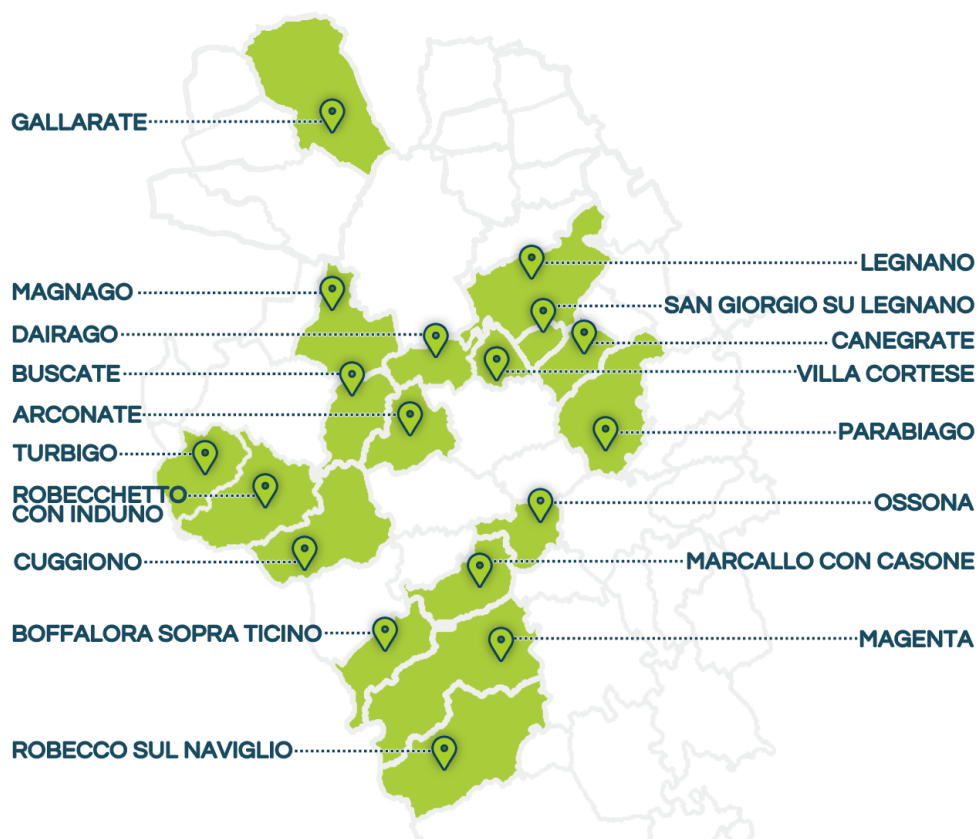 GALLARATE
MAGNAGO
DAIRAGO
BUSCATE
ARCONATE
TURBIGO
ROBECCHETTO
CON INDUNO
CUGGIONO
BOFFALORA SOPRA TICINO
ROBECCO SUL NAVIGLIO
LEGNANO
SAN GIORGIO SU LEGNANO
CANEGRATE
VILLA CORTESE
PARABIAGO
OSSONA
MARCALLO CON CASONE
MAGENTA